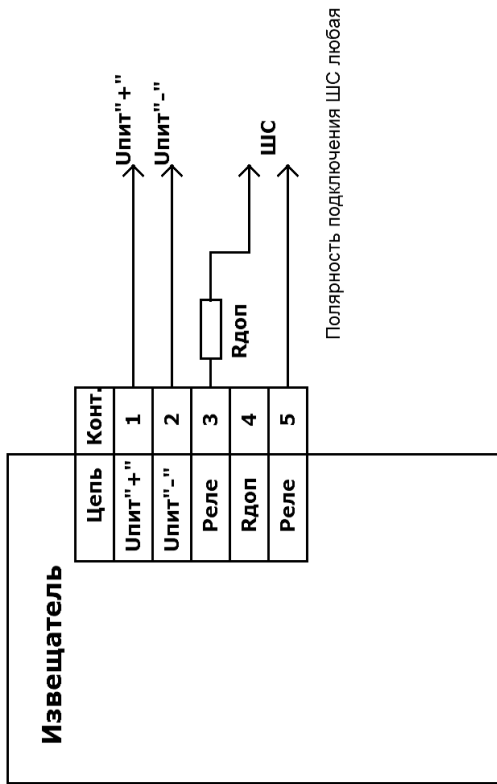 Извещатель
Цепь Конт.
Uпит"+" 1 Uпит"+"
Uпит"-" 2 Uпит"-"
Реле 3
Rдоп
Rдоп 4
ШС
Реле 5
Полярность подключения ШС любая